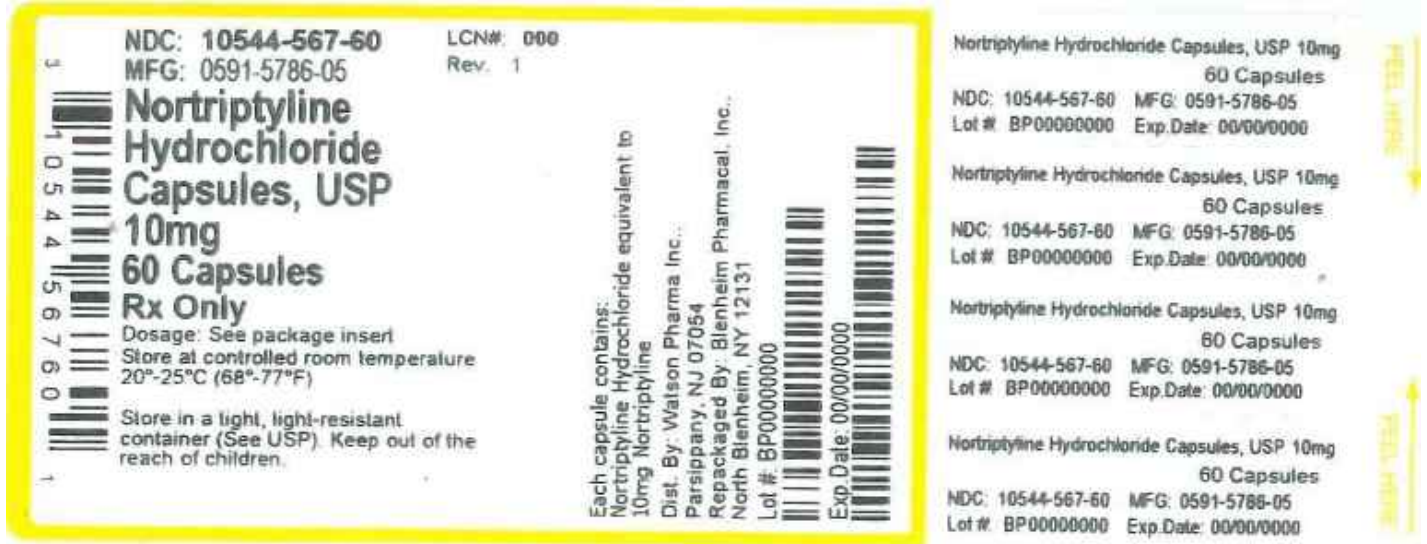 NDC: 10544-567-60
MFG: 0591-5786-05
LCN#: 000
Rev. 1
Nortriptyline
Hydrochloride
Capsules, USP
10mg
60 Capsules
Rx Only
Dosage: See package insert
Store at controlled room temperature
20°-25°C (68°-77°F)
Store in a tight, light-resistant
container (See USP). Keep out of the
reach of children.
3 10544 56760 1
Each capsule contains:
Nortriptyline Hydrochloride equivalent to
10mg Nortriptyline
Dist. By: Watson Pharma Inc..
Parsippany, NJ 07054
Repackaged By: Blenheim Pharmacal, Inc..
North Blenheim, NY 12131
Lot #: BP00000000
Exp.Date: 00/00/0000
Nortriptyline Hydrochloride Capsules, USP 10mg
60 Capsules
NDC: 10544-567-60 MFG: 0591-5786-05
Lot #: BP00000000 Exp.Date: 00/00/0000
Nortriptyline Hydrochloride Capsules, USP 10mg
60 Capsules
NDC: 10544-567-60 MFG: 0591-5786-05
Lot #: BP00000000 Exp.Date: 00/00/0000
Nortriptyline Hydrochloride Capsules, USP 10mg
60 Capsules
NDC: 10544-567-60 MFG: 0591-5786-05
Lot #: BP00000000 Exp.Date: 00/00/0000
Nortriptyline Hydrochloride Capsules, USP 10mg
60 Capsules
NDC: 10544-567-60 MFG: 0591-5786-05
Lot #: BP00000000 Exp.Date: 00/00/0000
PEEL HERE
PEEL HERE